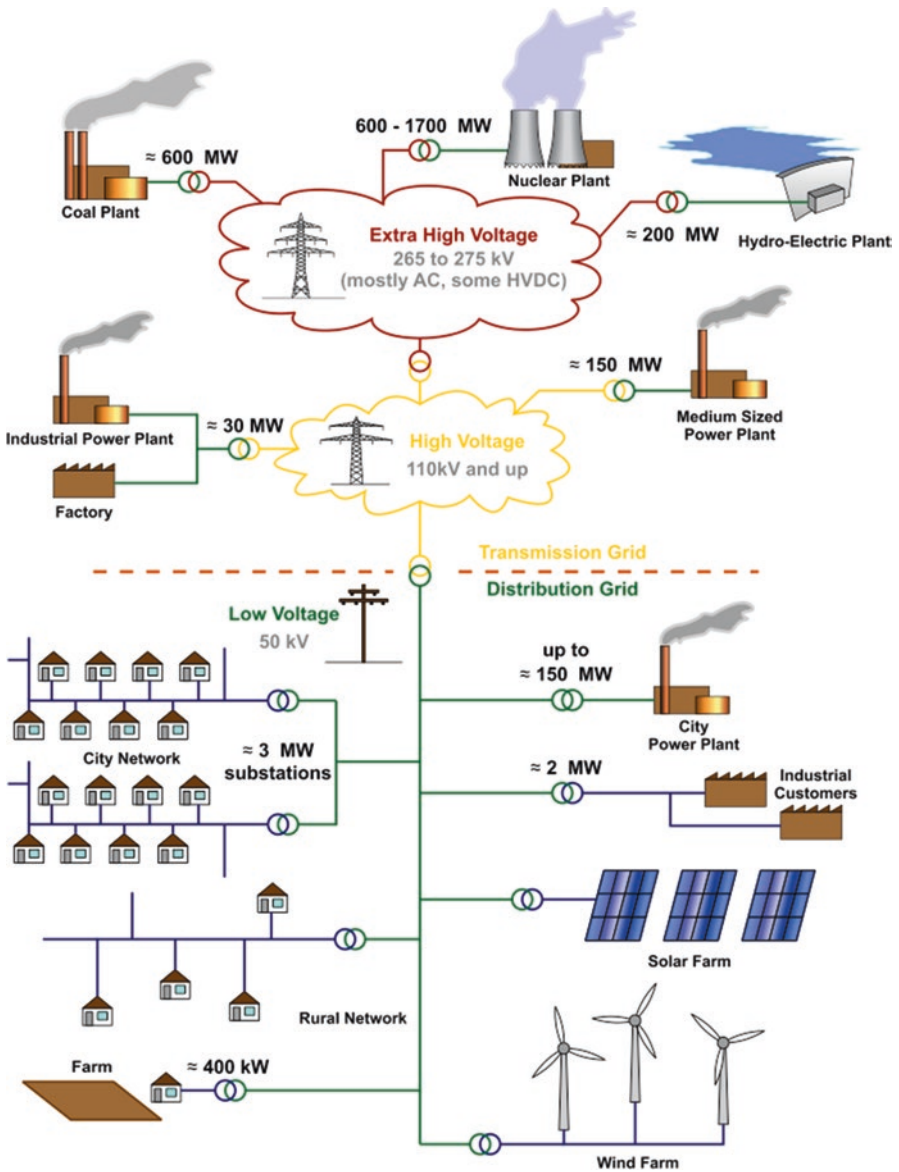 600 - 1700 MW
≈ 600 MW
Nuclear Plant
Coal Plant
≈ 200 MW
Hydro-Electric Plant
Extra High Voltage
265 to 275 kV
(mostly AC, some HVDC)
≈ 150 MW
Medium Sized
Power Plant
Industrial Power Plant
≈ 30 MW
Factory
High Voltage
110kV and up
Transmission Grid
Distribution Grid
Low Voltage
50 kV
up to
≈ 150 MW
City
Power Plant
City Network
≈ 3 MW
substations
≈ 2 MW
Industrial
Customers
Solar Farm
Rural Network
Farm
≈ 400 kW
Wind Farm